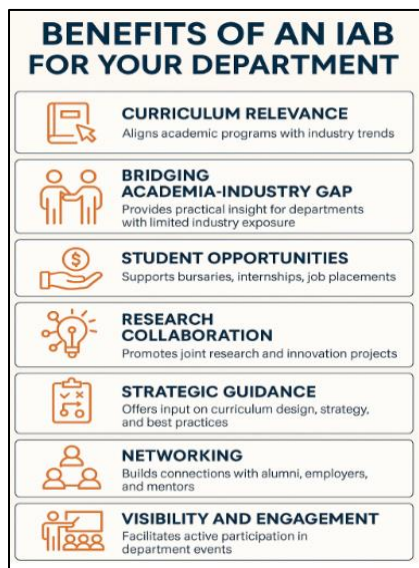 BENEFITS OF AN IAB
FOR YOUR DEPARTMENT
CURRICULUM RELEVANCE
Aligns academic programs with industry trends
BRIDGING
ACADEMIA-INDUSTRY GAP
Provides practical insight for departments
with limited industry exposure
$
STUDENT OPPORTUNITIES
Supports bursaries, internships, job placements
RESEARCH
COLLABORATION
Promotes joint research and innovation projects
STRATEGIC GUIDANCE
Offers input on curriculum design, strategy,
and best practices
NETWORKING
Builds connections with alumni, employers,
and mentors
VISIBILITY AND ENGAGEMENT
Facilitates active participation in
department events